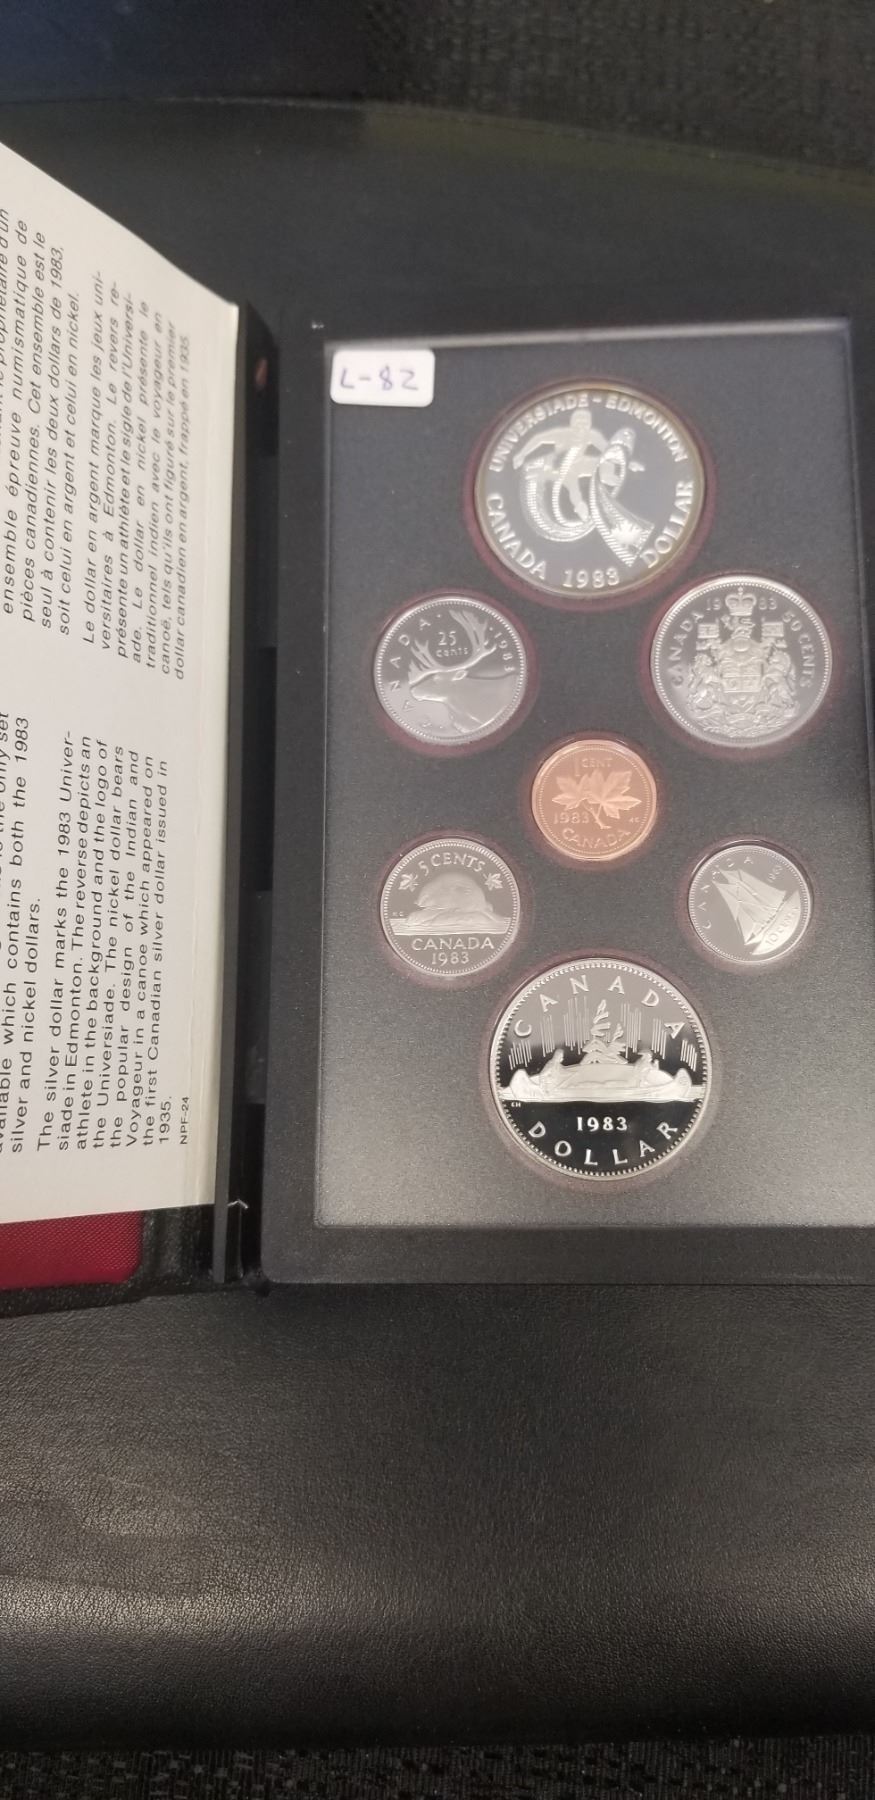 ensemble épreuve numismatique de
pièces canadiennes. Cet ensemble est le
seul à contenir les deux dollars de 1983,
soit celui en argent et celui en nickel.
Le dollar en argent marque les jeux uni-
versitaires à Edmonton. Le revers re-
présente un athlète et le sigle de l'Universi-
ade. Le dollar en nickel présente le
traditionnel indien avec le voyageur en
canoë, tels qu'ils ont figuré sur le premier
dollar canadien en argent, frappé en 1935.
which contains both the 1983
silver and nickel dollars.
The silver dollar marks the 1983 Univer-
siade in Edmonton. The reverse depicts an
athlete in the background and the logo of
the Universiade. The nickel dollar bears
the popular design of the Indian and
Voyageur in a canoe which appeared on
the first Canadian silver dollar issued in
1935.
NPF-24
L-82
UNIVERSIADE - EDMONTON
CANADA 1983 DOLLAR
CANADA 1983
25
cents
CANADA 1983 50 CENTS
1 CENT
1983
CANADA
5 CENTS
CANADA
1983
CANADA
10 CENTS
CANADA
1983
DOLLAR